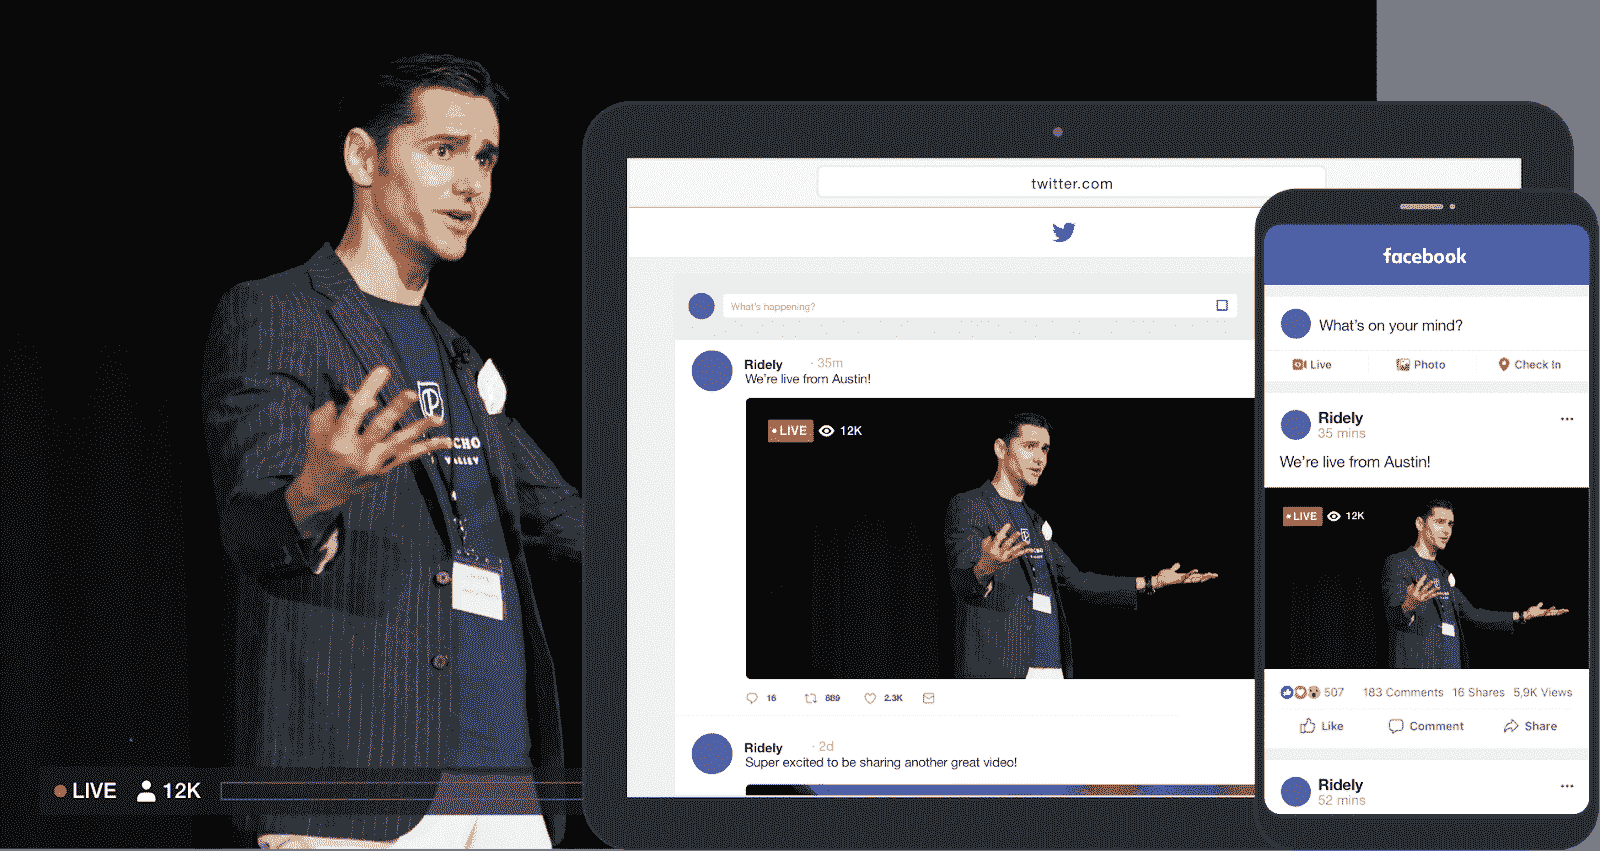 CHO
VALLEY
LIVE 12K
twitter.com
What's happening?
Ridely · 35m
We're live from Austin!
LIVE 12K
16 889 2.3K
Ridely · 2d
Super excited to be sharing another great video!
facebook
What's on your mind?
Live Photo Check In
Ridely ...
35 mins
We're live from Austin!
LIVE 12K
507 183 Comments 16 Shares 5,9K Views
Like Comment Share
Ridely ...
52 mins